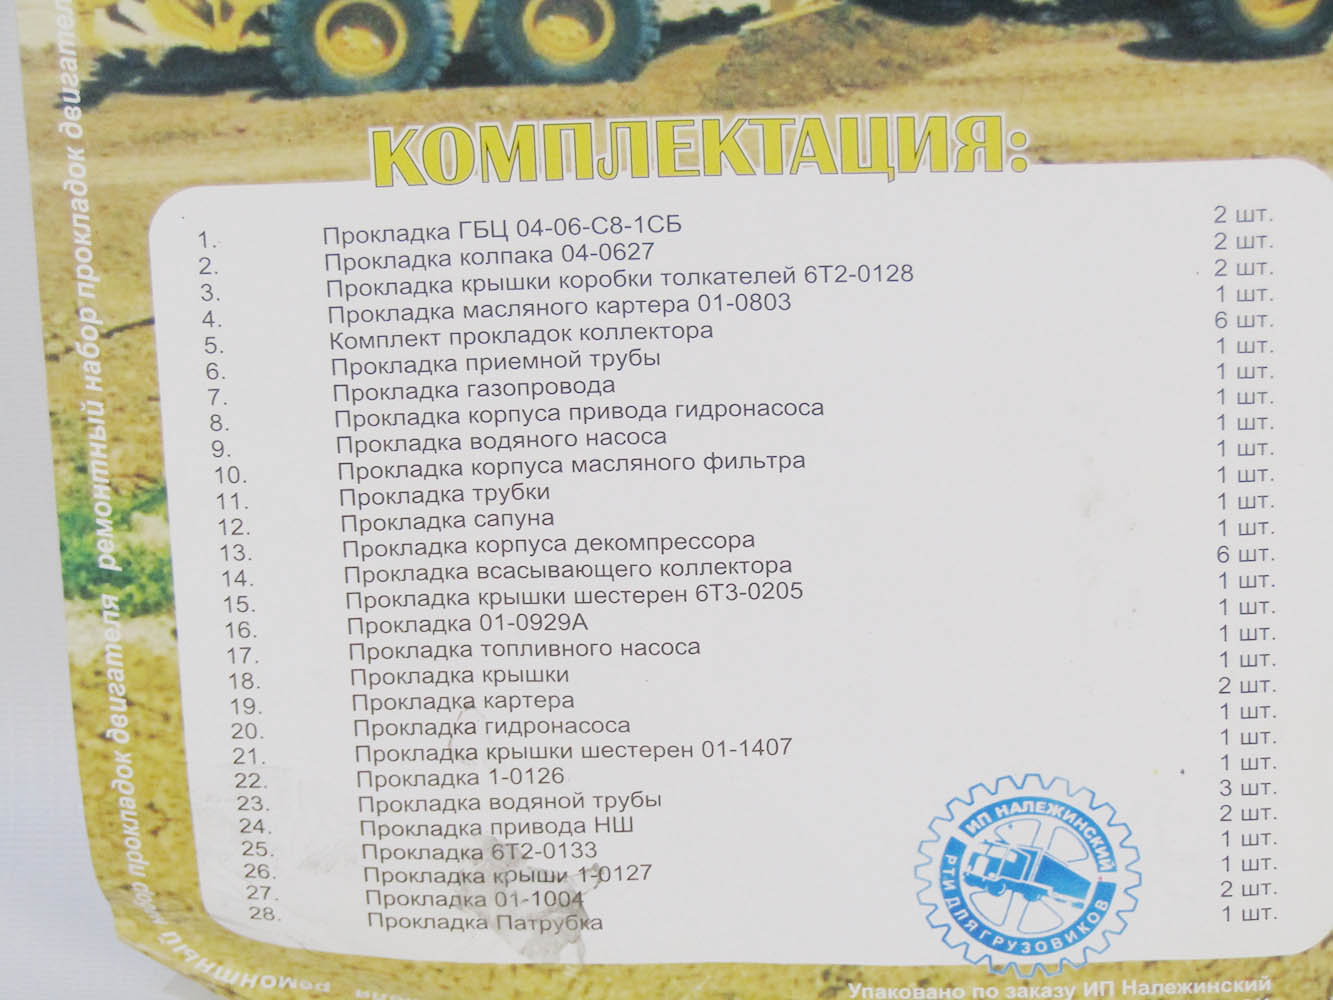 КОМПЛЕКТАЦИЯ:
1. Прокладка ГБЦ 04-06-С8-1СБ 2 шт.
2. Прокладка колпака 04-0627 2 шт.
3. Прокладка крышки коробки толкателей 6Т2-0128 2 шт.
4. Прокладка масляного картера 01-0803 1 шт.
5. Комплект прокладок коллектора 6 шт.
6. Прокладка приемной трубы 1 шт.
7. Прокладка газопровода 1 шт.
8. Прокладка корпуса привода гидронасоса 1 шт.
9. Прокладка водяного насоса 1 шт.
10. Прокладка корпуса масляного фильтра 1 шт.
11. Прокладка трубки 1 шт.
12. Прокладка сапуна 1 шт.
13. Прокладка корпуса декомпрессора 1 шт.
14. Прокладка всасывающего коллектора 6 шт.
15. Прокладка крышки шестерен 6Т3-0205 1 шт.
16. Прокладка 01-0929А 1 шт.
17. Прокладка топливного насоса 1 шт.
18. Прокладка крышки 1 шт.
19. Прокладка картера 2 шт.
20. Прокладка гидронасоса 1 шт.
21. Прокладка крышки шестерен 01-1407 1 шт.
22. Прокладка 1-0126 1 шт.
23. Прокладка водяной трубы 3 шт.
24. Прокладка привода НШ 2 шт.
25. Прокладка 6Т2-0133 1 шт.
26. Прокладка крыши 1-0127 1 шт.
27. Прокладка 01-1004 2 шт.
28. Прокладка Патрубка 1 шт.
ИП НАЛЕЖИНСКИЙ
РТИ ДЛЯ ГРУЗОВИКОВ
Упаковано по заказу ИП Належинский
набор прокладок двигателя ремонтный набор прокладок двигателя
ремонтный